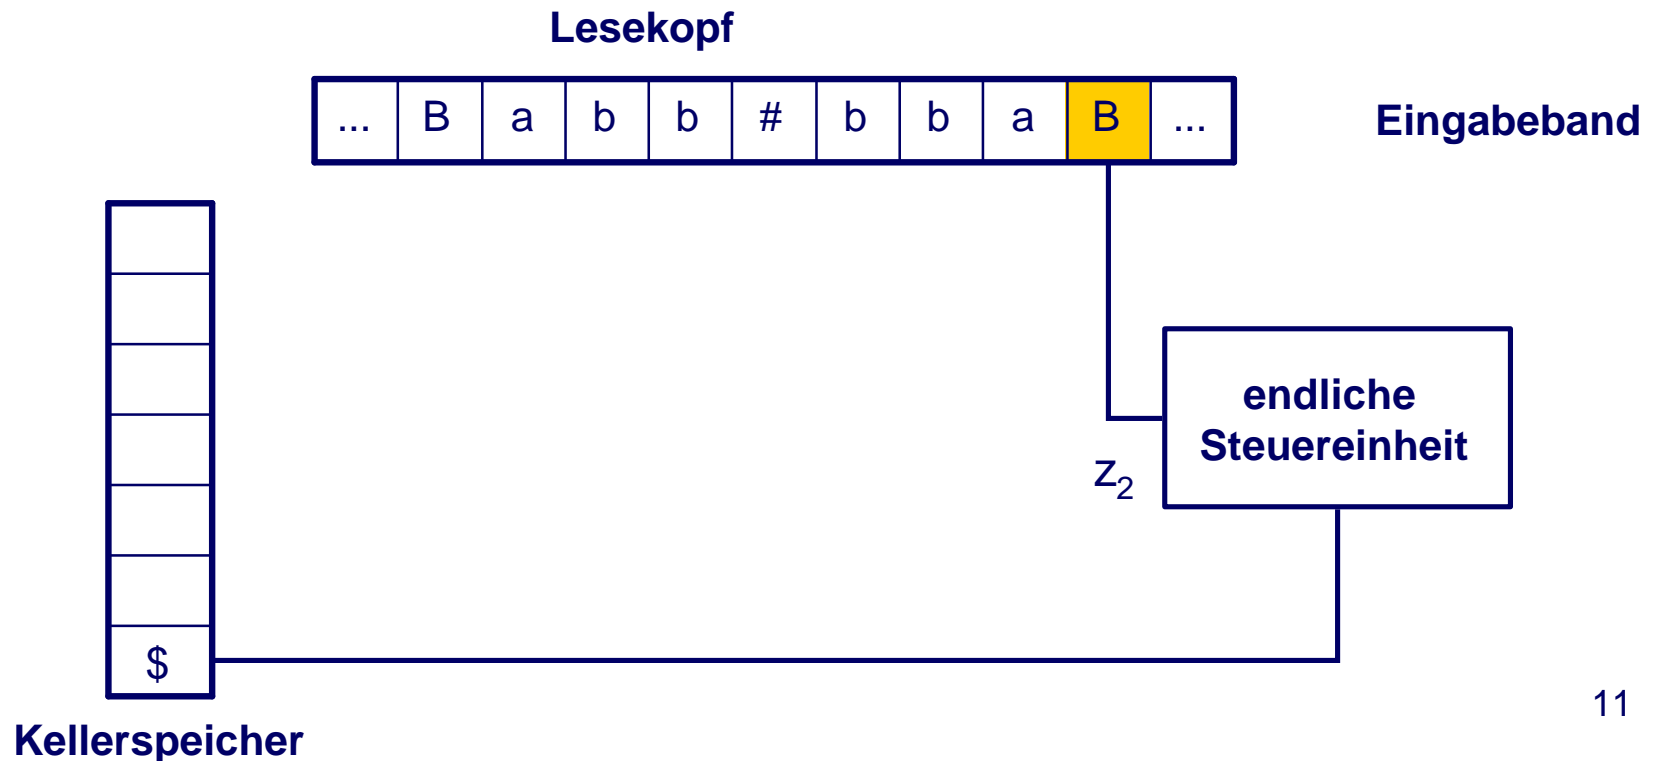 Lesekopf
... B a b b # b b a B ...
Eingabeband
endliche
Steuereinheit
z2
$
11
Kellerspeicher